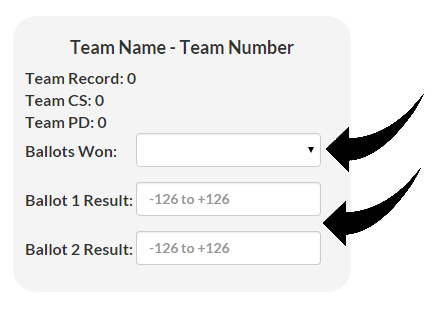 Team Name - Team Number
Team Record: 0
Team CS: 0
Team PD: 0
Ballots Won:
Ballot 1 Result: -126 to +126
Ballot 2 Result: -126 to +126